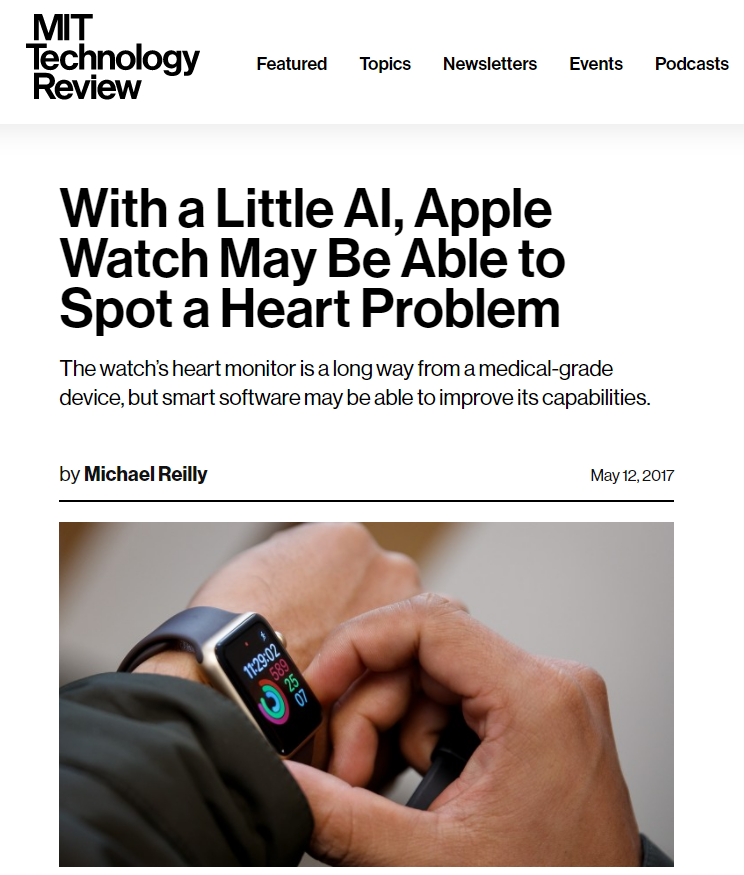 MIT
Technology
Review
Featured Topics Newsletters Events Podcasts
With a Little AI, Apple
Watch May Be Able to
Spot a Heart Problem
The watch’s heart monitor is a long way from a medical-grade
device, but smart software may be able to improve its capabilities.
by Michael Reilly May 12, 2017
11:29:02
589
25
07